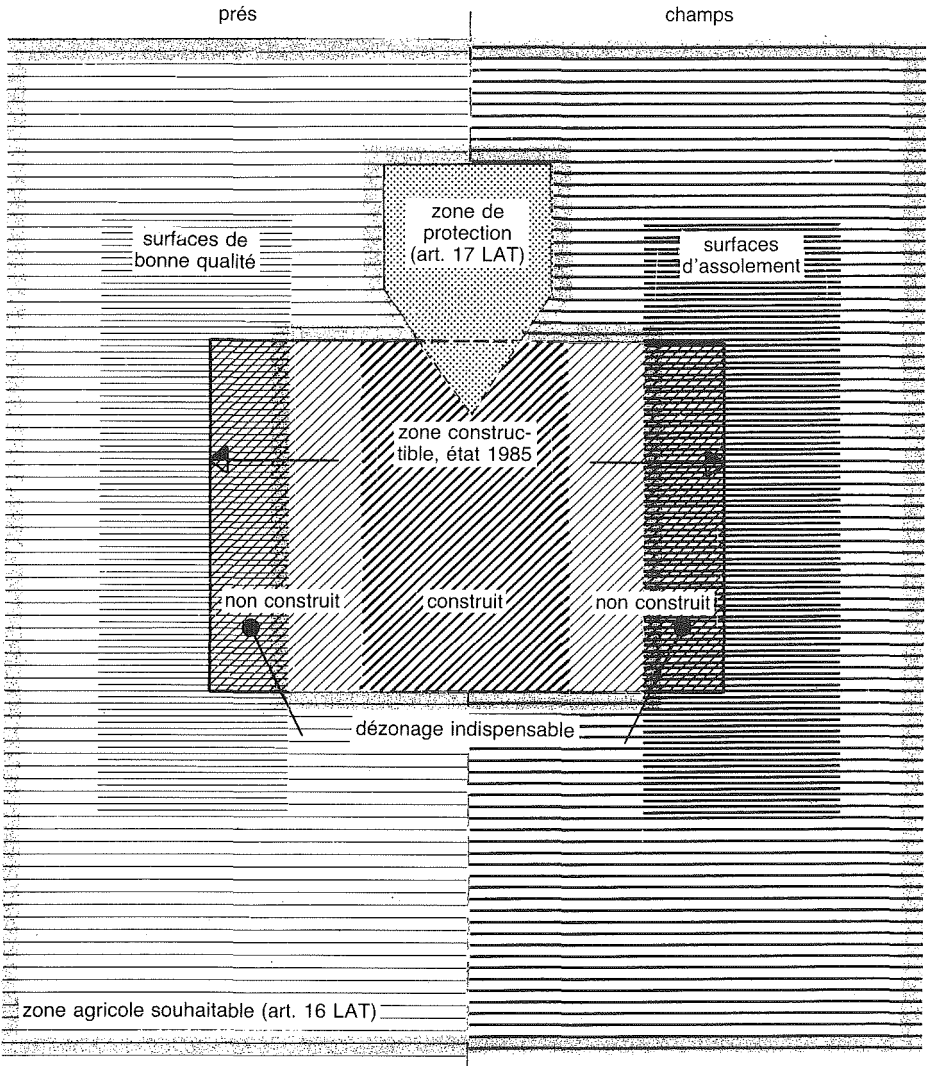 prés
champs
zone de
protection
(art. 17 LAT)
surfaces de
bonne qualité
surfaces
d'assolement
zone construc-
tible, état 1985
non construit
construit
non construit
dézonage indispensable
zone agricole souhaitable (art. 16 LAT)